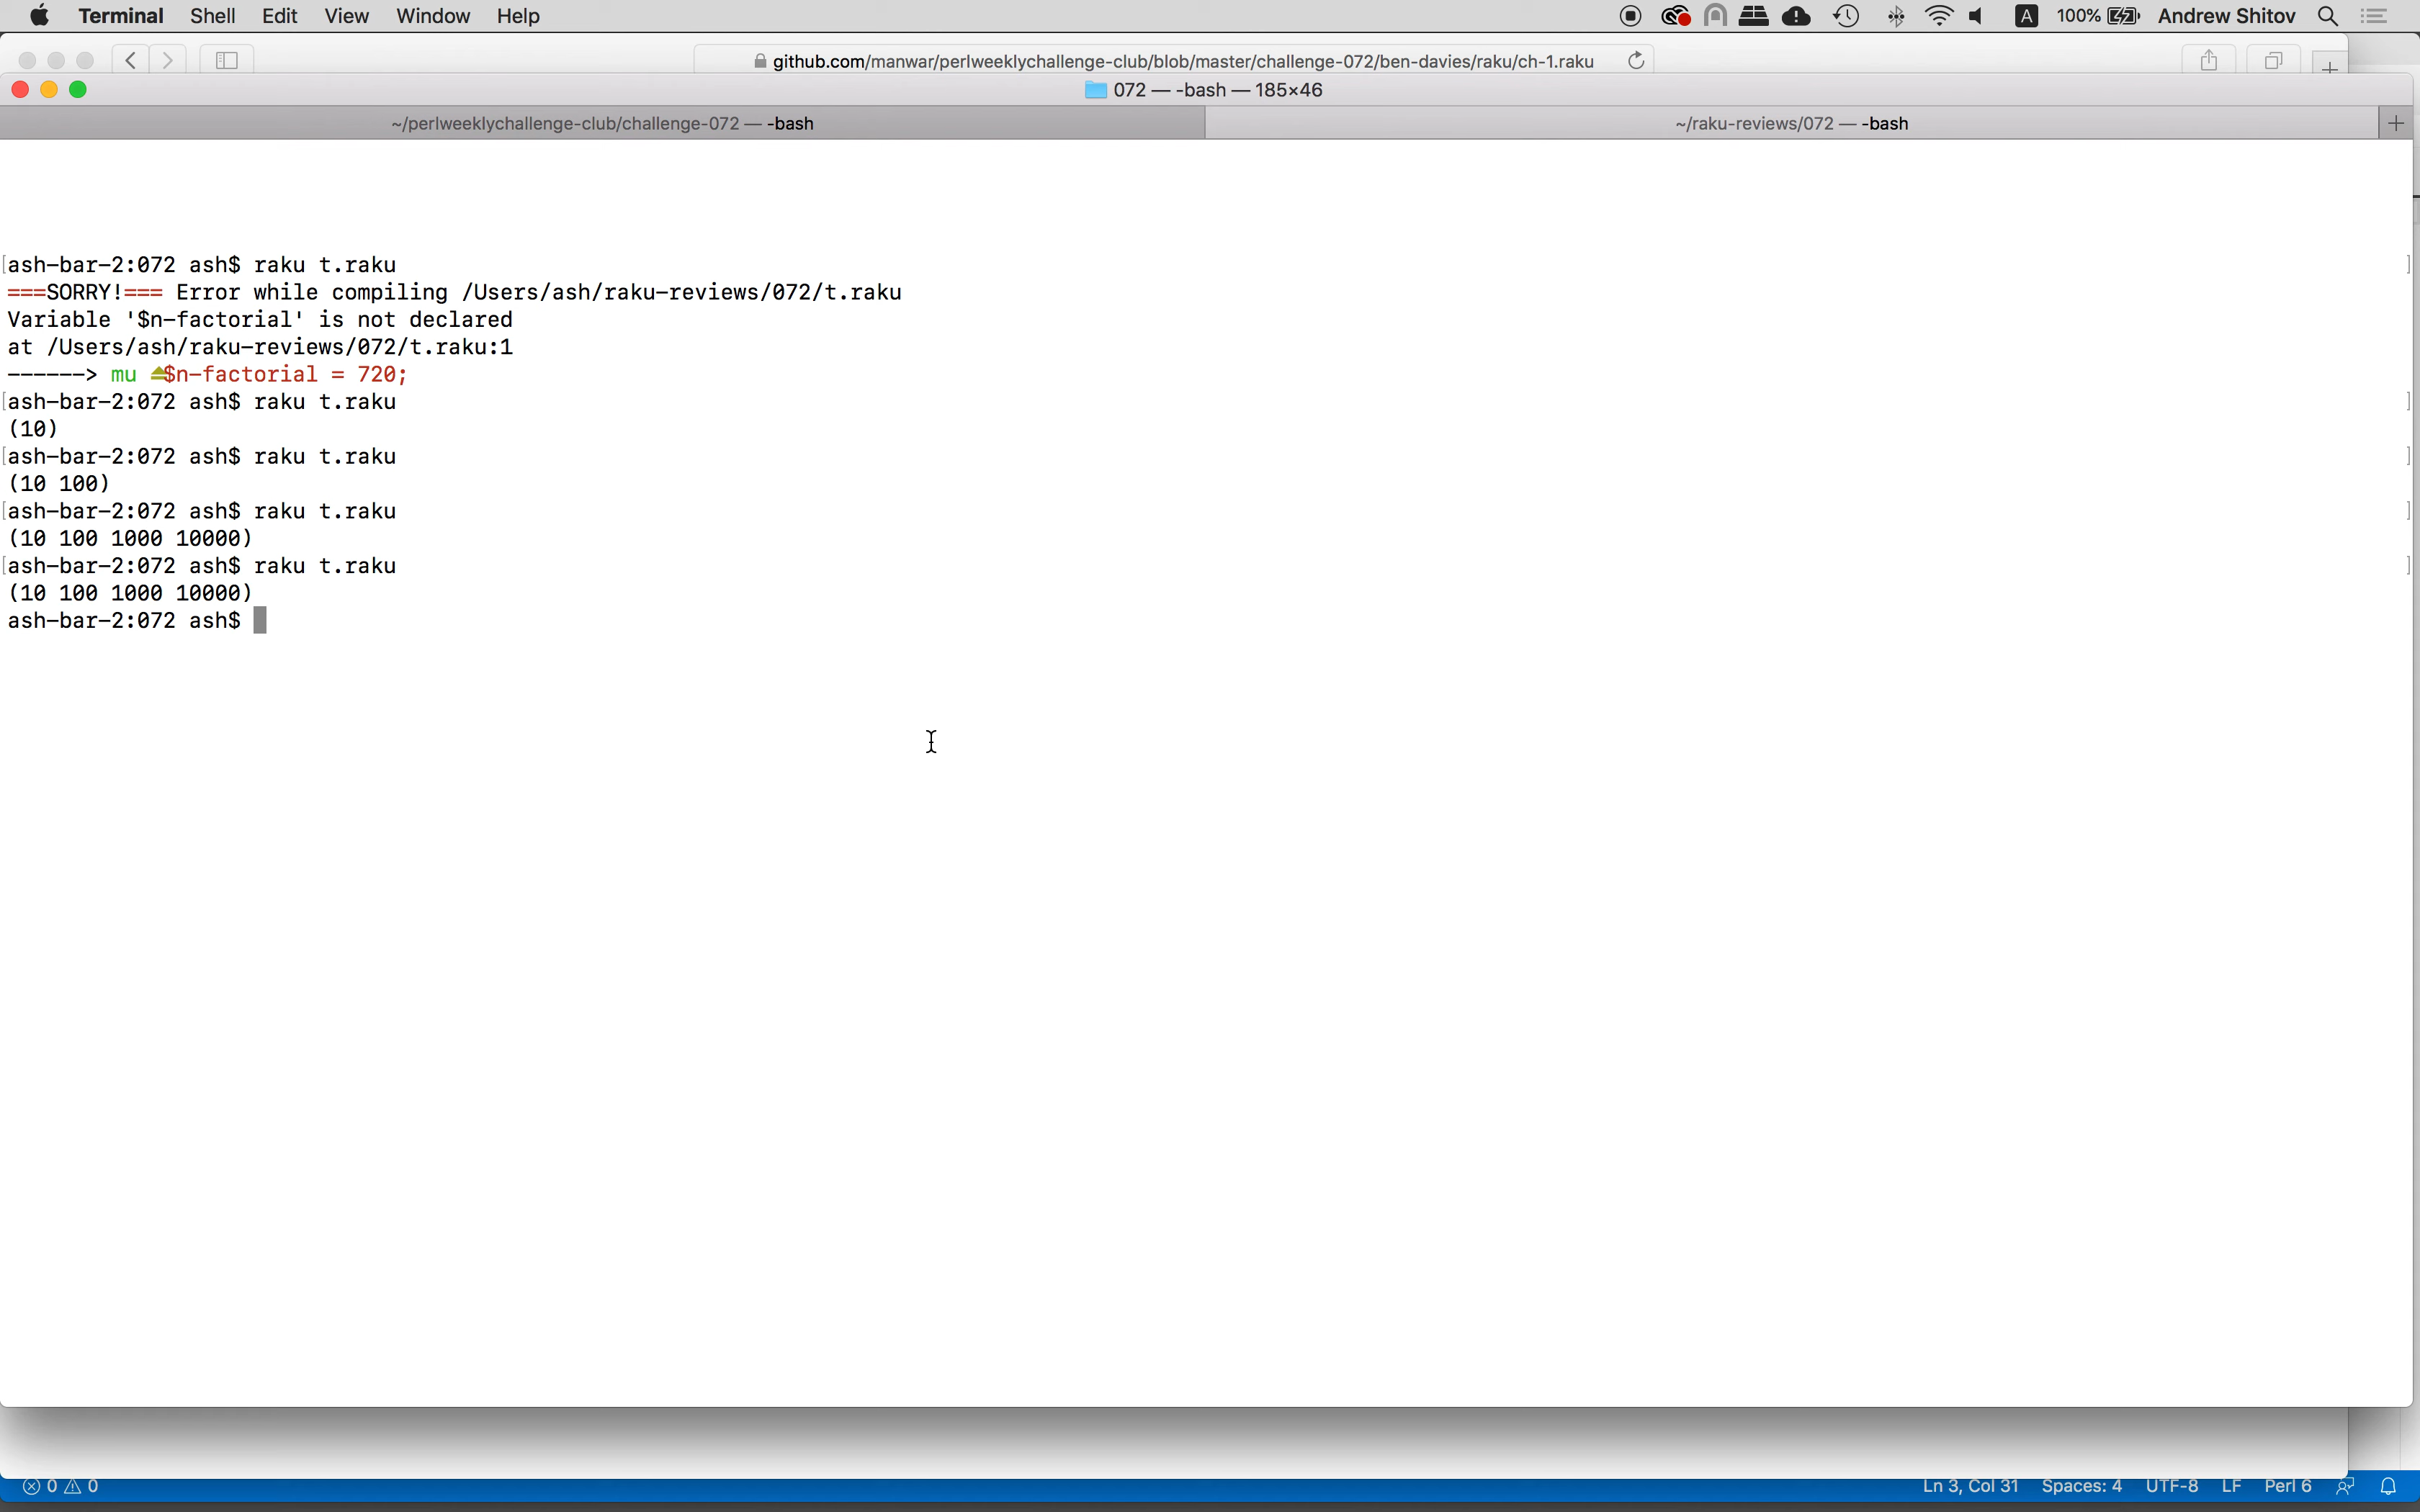 Terminal Shell Edit View Window Help
A 100% Andrew Shitov
github.com/manwar/perlweeklychallenge-club/blob/master/challenge-072/ben-davies/raku/ch-1.raku
072 — -bash — 185×46
~/perlweeklychallenge-club/challenge-072 — -bash
~/raku-reviews/072 — -bash
[ash-bar-2:072 ash$ raku t.raku ]
===SORRY!=== Error while compiling /Users/ash/raku-reviews/072/t.raku
Variable '$n-factorial' is not declared
at /Users/ash/raku-reviews/072/t.raku:1
------> mu ⏏$n-factorial = 720;
[ash-bar-2:072 ash$ raku t.raku ]
(10)
[ash-bar-2:072 ash$ raku t.raku ]
(10 100)
[ash-bar-2:072 ash$ raku t.raku ]
(10 100 1000 10000)
[ash-bar-2:072 ash$ raku t.raku ]
(10 100 1000 10000)
ash-bar-2:072 ash$
0 0 Ln 3, Col 31 Spaces: 4 UTF-8 LF Perl 6